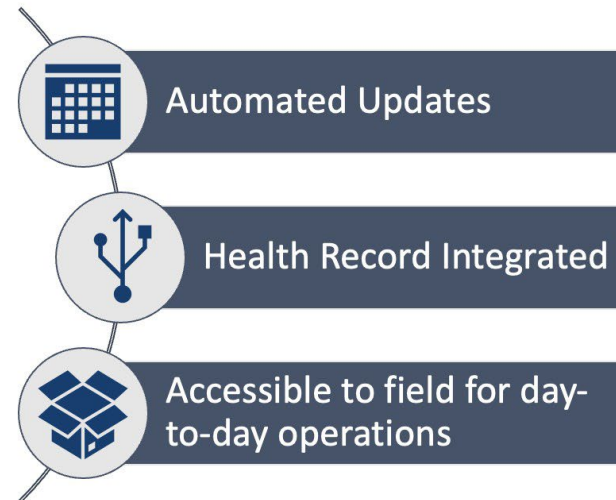 Automated Updates
Health Record Integrated
Accessible to field for day-
to-day operations